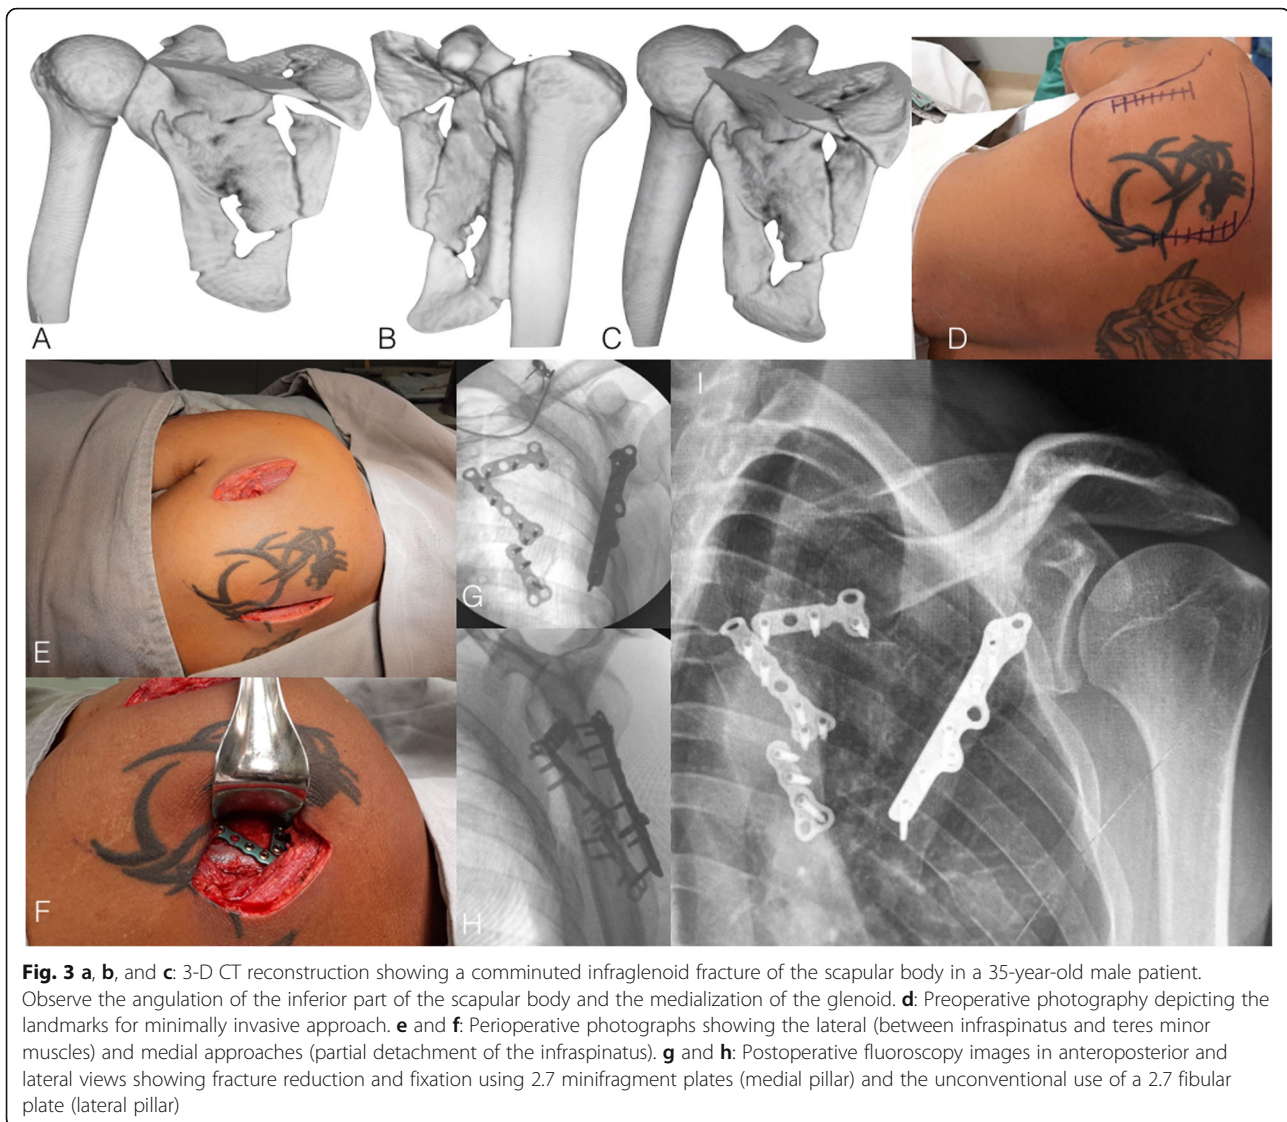 A
B
C
D
E
F
G
H
I
Fig. 3 a, b, and c: 3-D CT reconstruction showing a comminuted infraglenoid fracture of the scapular body in a 35-year-old male patient.
Observe the angulation of the inferior part of the scapular body and the medialization of the glenoid. d: Preoperative photography depicting the
landmarks for minimally invasive approach. e and f: Perioperative photographs showing the lateral (between infraspinatus and teres minor
muscles) and medial approaches (partial detachment of the infraspinatus). g and h: Postoperative fluoroscopy images in anteroposterior and
lateral views showing fracture reduction and fixation using 2.7 minifragment plates (medial pillar) and the unconventional use of a 2.7 fibular
plate (lateral pillar)